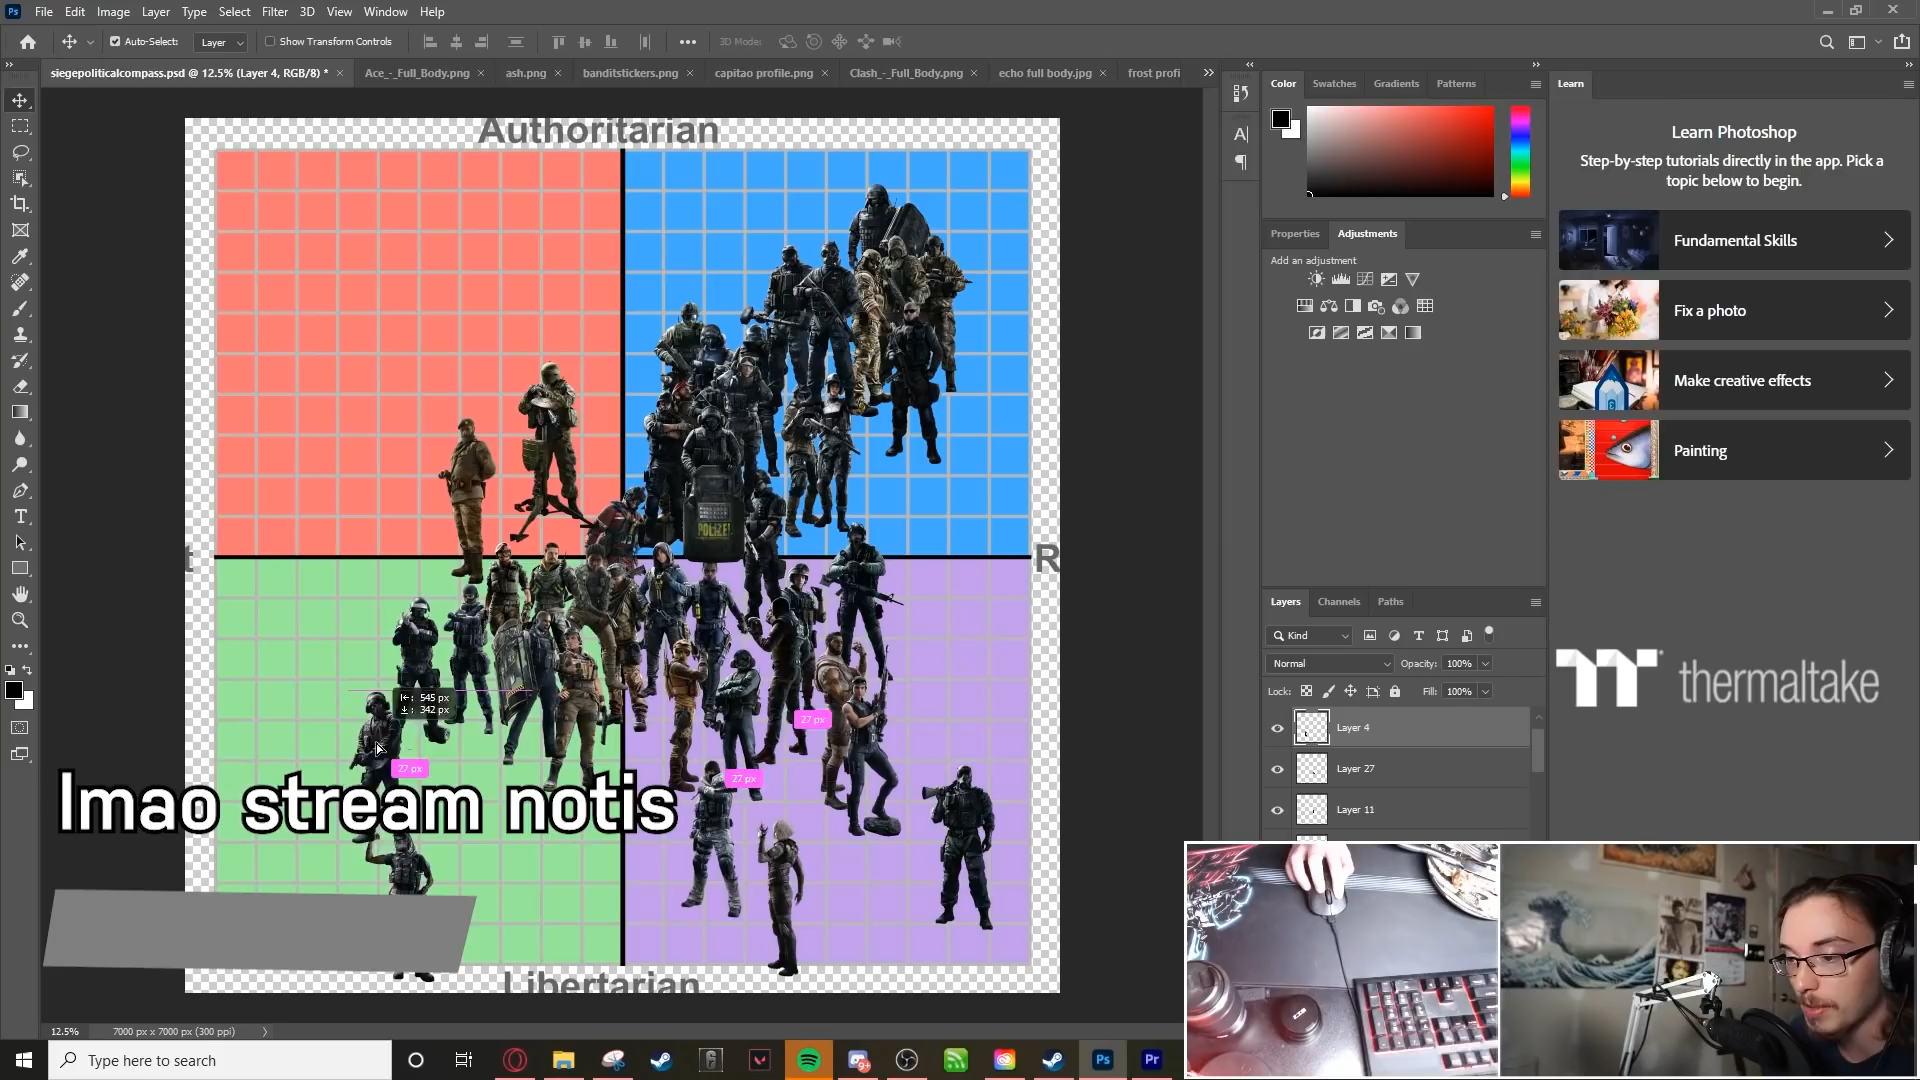 Ps File Edit Image Layer Type Select Filter 3D View Window Help
Auto-Select: Layer Show Transform Controls 3D Mode:
siegepoliticalcompass.psd @ 12.5% (Layer 4, RGB/8) * Ace_-_Full_Body.png ash.png banditstickers.png capitao profile.png Clash_-_Full_Body.png echo full body.jpg frost profi
Color Swatches Gradients Patterns
Learn
Learn Photoshop
Step-by-step tutorials directly in the app. Pick a
topic below to begin.
Fundamental Skills
Fix a photo
Make creative effects
Painting
Properties Adjustments
Add an adjustment
Authoritarian
t
R
POLIZEI
545 px
342 px
27 px
27 px
27 px
lmao stream notis
Libertarian
Layers Channels Paths
Kind
Normal Opacity: 100%
Lock: Fill: 100%
Layer 4
Layer 27
Layer 11
thermaltake
12.5% 7000 px x 7000 px (300 ppi)
Type here to search
9+
Ps
Pr